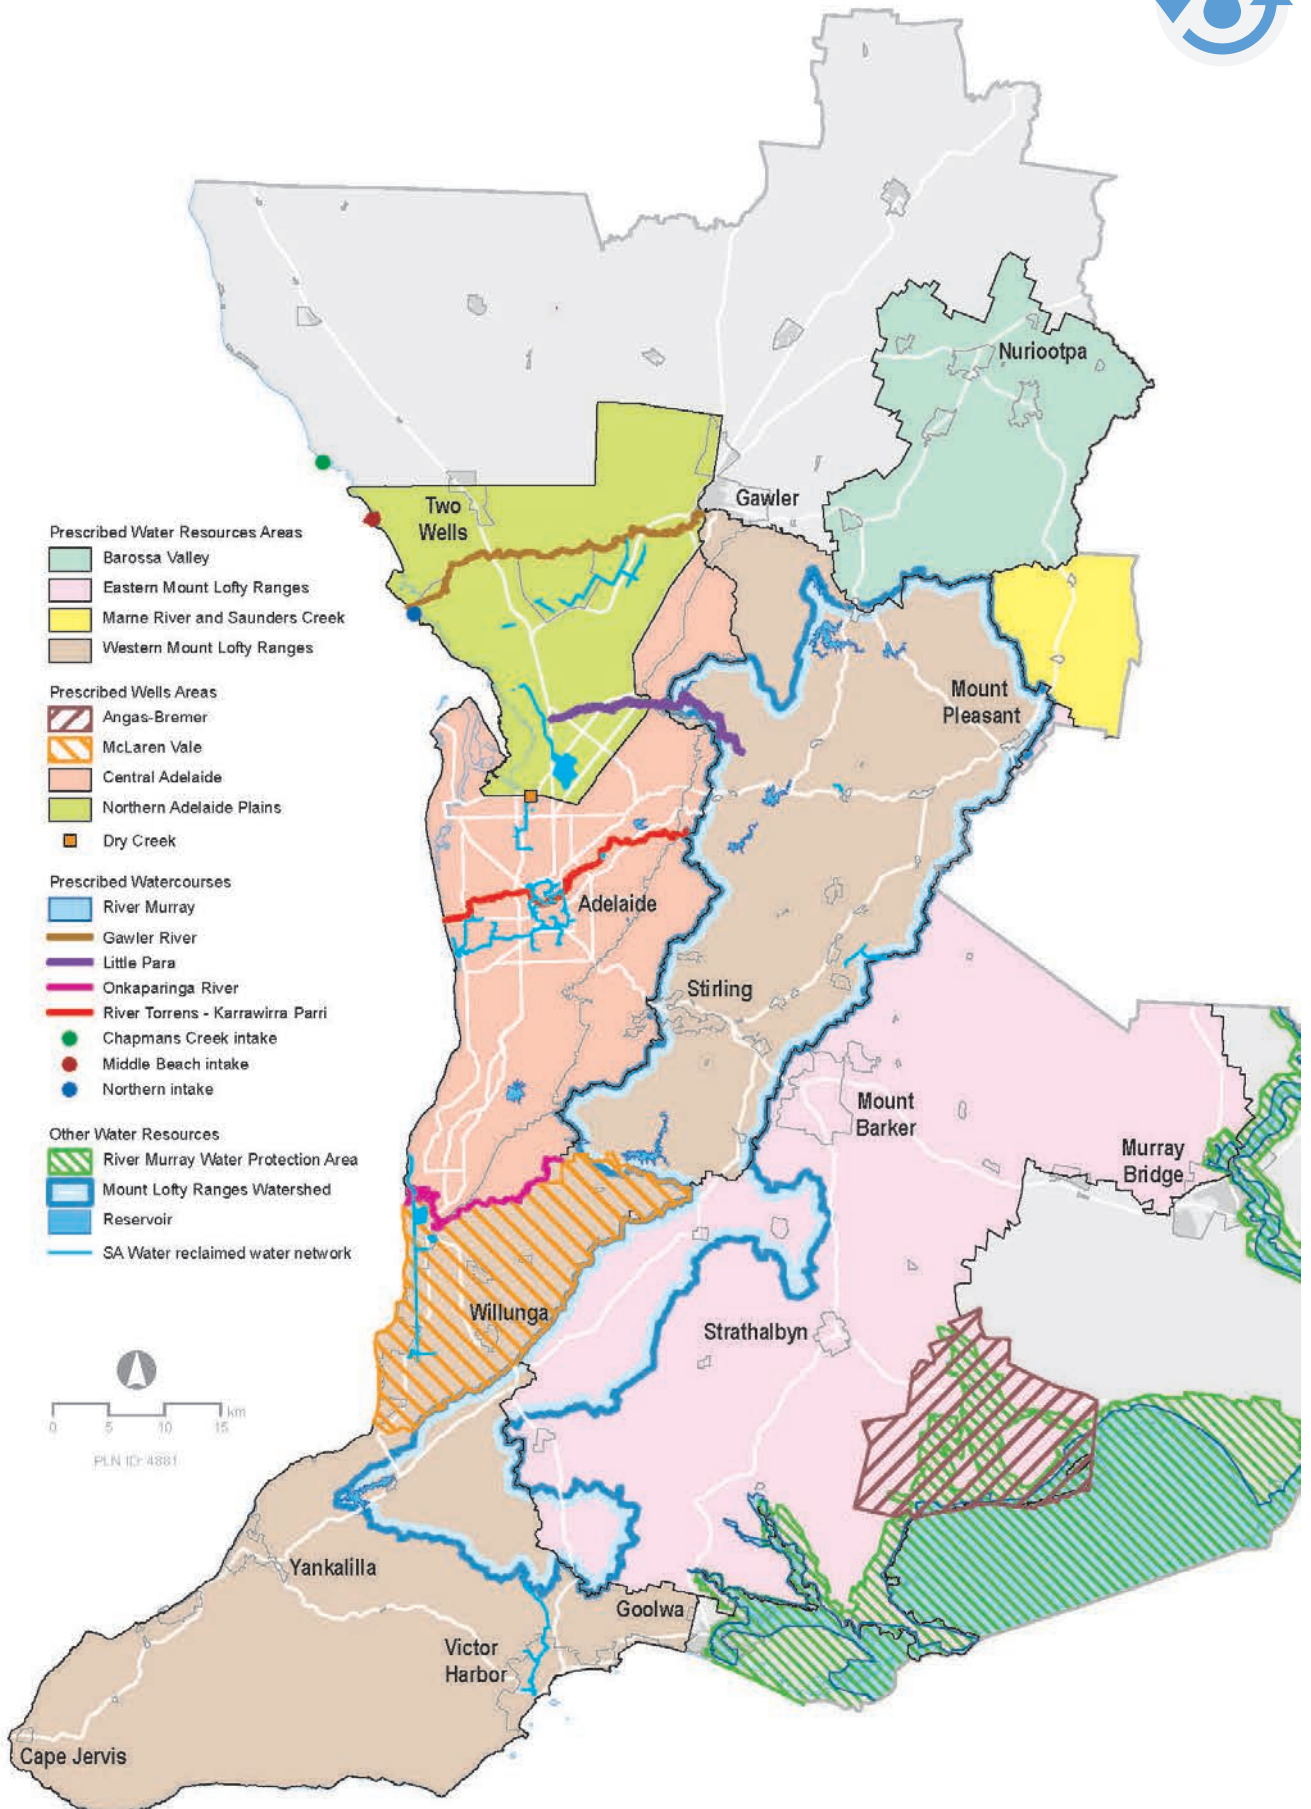 Nuriootpa
Gawler
Two
Wells
Prescribed Water Resources Areas
Barossa Valley
Eastern Mount Lofty Ranges
Marne River and Saunders Creek
Western Mount Lofty Ranges
Prescribed Wells Areas
Angas-Bremer
McLaren Vale
Central Adelaide
Northern Adelaide Plains
Dry Creek
Prescribed Watercourses
River Murray
Gawler River
Little Para
Onkaparinga River
River Torrens - Karrawirra Parri
Chapmans Creek intake
Middle Beach intake
Northern intake
Other Water Resources
River Murray Water Protection Area
Mount Lofty Ranges Watershed
Reservoir
SA Water reclaimed water network
km
0 5 10 15
PLN ID: 4881
Mount
Pleasant
Adelaide
Stirling
Mount
Barker
Murray
Bridge
Willunga
Strathalbyn
Yankalilla
Goolwa
Victor
Harbor
Cape Jervis